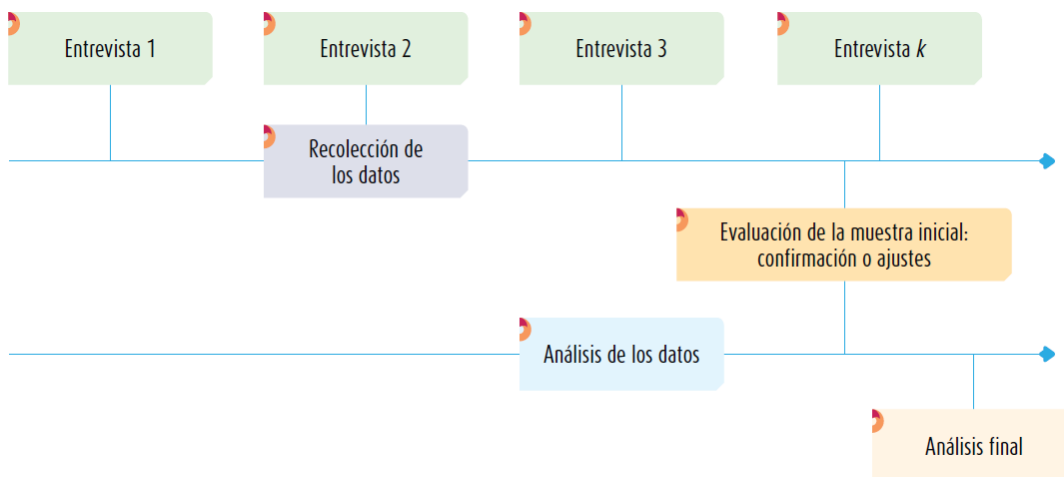 Entrevista 1
Entrevista 2
Entrevista 3
Entrevista k
Recolección de
los datos
Evaluación de la muestra inicial:
confirmación o ajustes
Análisis de los datos
Análisis final